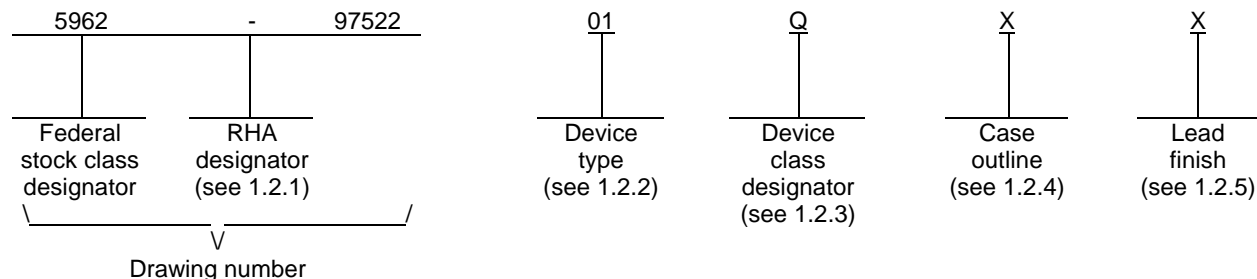 5962 - 97522 01 Q X X
Federal stock class designator
RHA designator (see 1.2.1)
Device type (see 1.2.2)
Device class designator (see 1.2.3)
Case outline (see 1.2.4)
Lead finish (see 1.2.5)
\ / \/
Drawing number